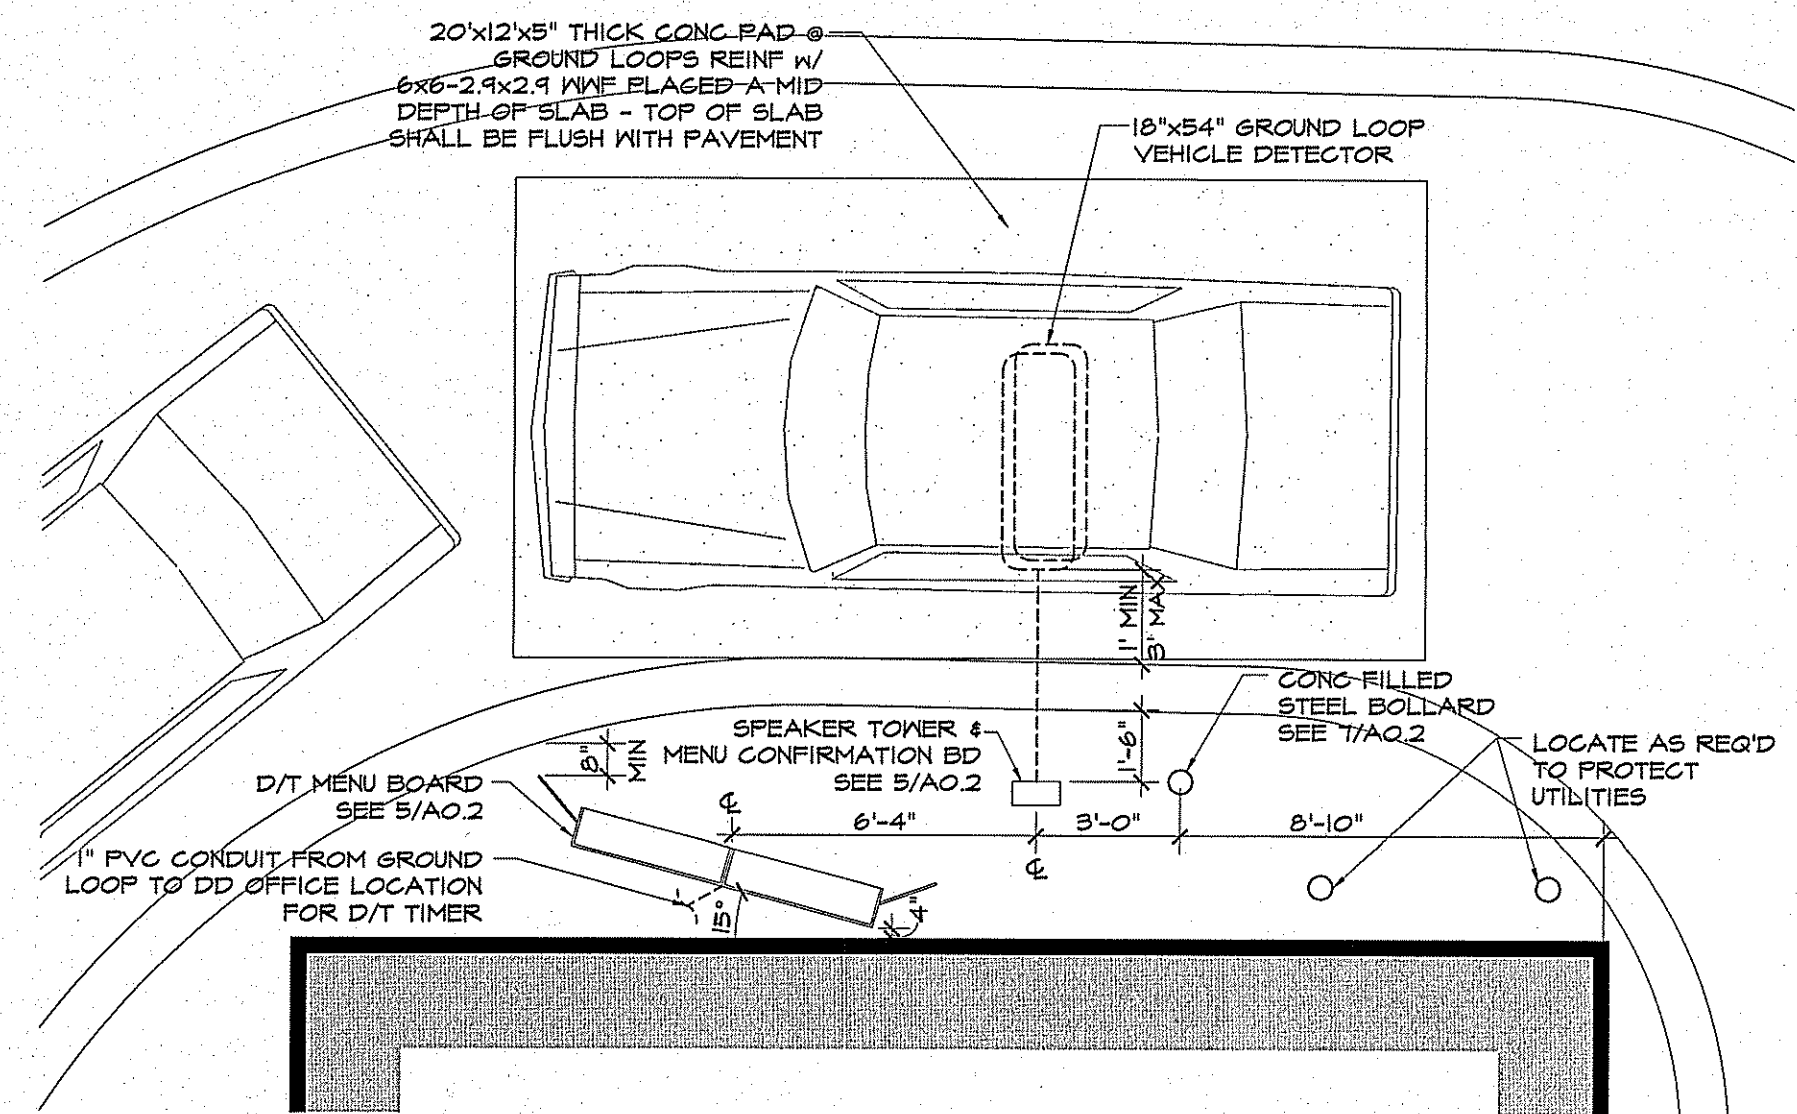 20'x12'x5" THICK CONC PAD @
GROUND LOOPS REINF W/
6x6-2.9x2.9 WWF PLACED A MID
DEPTH OF SLAB - TOP OF SLAB
SHALL BE FLUSH WITH PAVEMENT
18"x54" GROUND LOOP
VEHICLE DETECTOR
1' MIN
3' MAX
CONC FILLED
STEEL BOLLARD
SEE 7/A0.2
SPEAKER TOWER &
MENU CONFIRMATION BD
SEE 5/A0.2
1'-6"
LOCATE AS REQ'D
TO PROTECT
UTILITIES
8"
MIN
D/T MENU BOARD
SEE 5/A0.2
℄
6'-4"
3'-0"
8'-10"
℄
1" PVC CONDUIT FROM GROUND
LOOP TO DD OFFICE LOCATION
FOR D/T TIMER
15°
4"